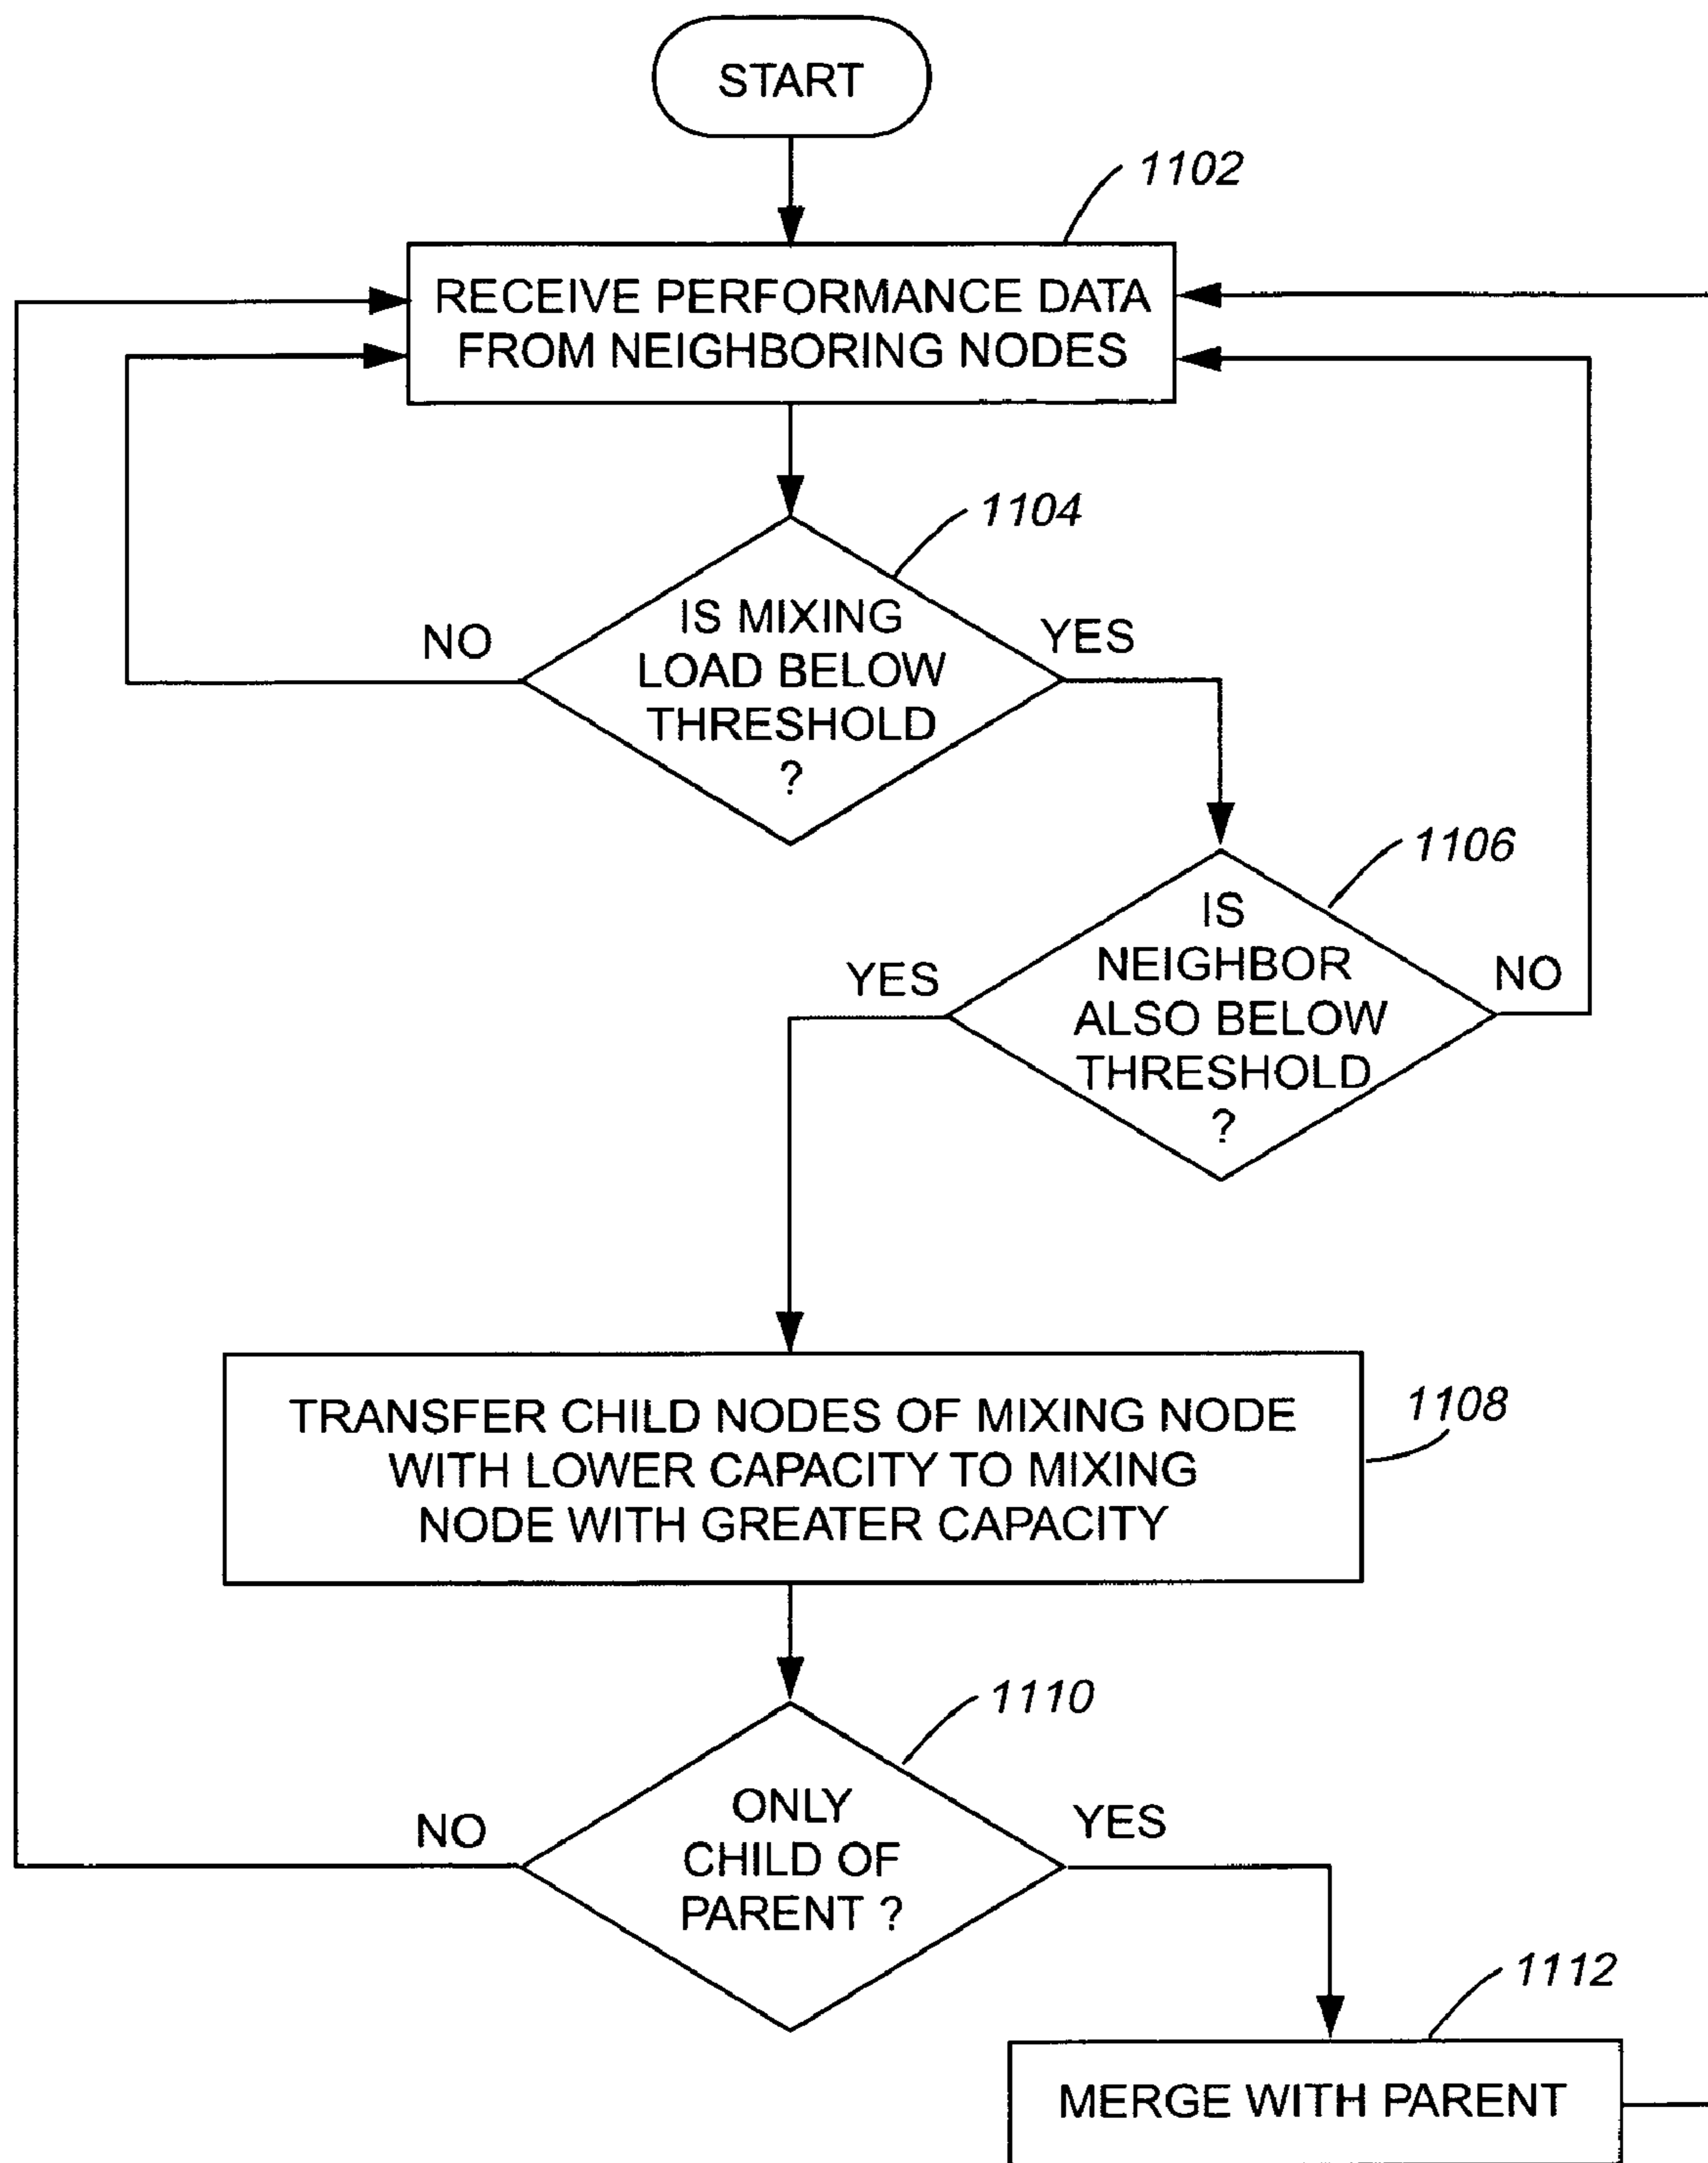 START
1102
RECEIVE PERFORMANCE DATA
FROM NEIGHBORING NODES
1104
IS MIXING
LOAD BELOW
THRESHOLD
?
NO
YES
1106
IS
NEIGHBOR
ALSO BELOW
THRESHOLD
?
YES
NO
1108
TRANSFER CHILD NODES OF MIXING NODE
WITH LOWER CAPACITY TO MIXING
NODE WITH GREATER CAPACITY
1110
ONLY
CHILD OF
PARENT ?
NO
YES
1112
MERGE WITH PARENT